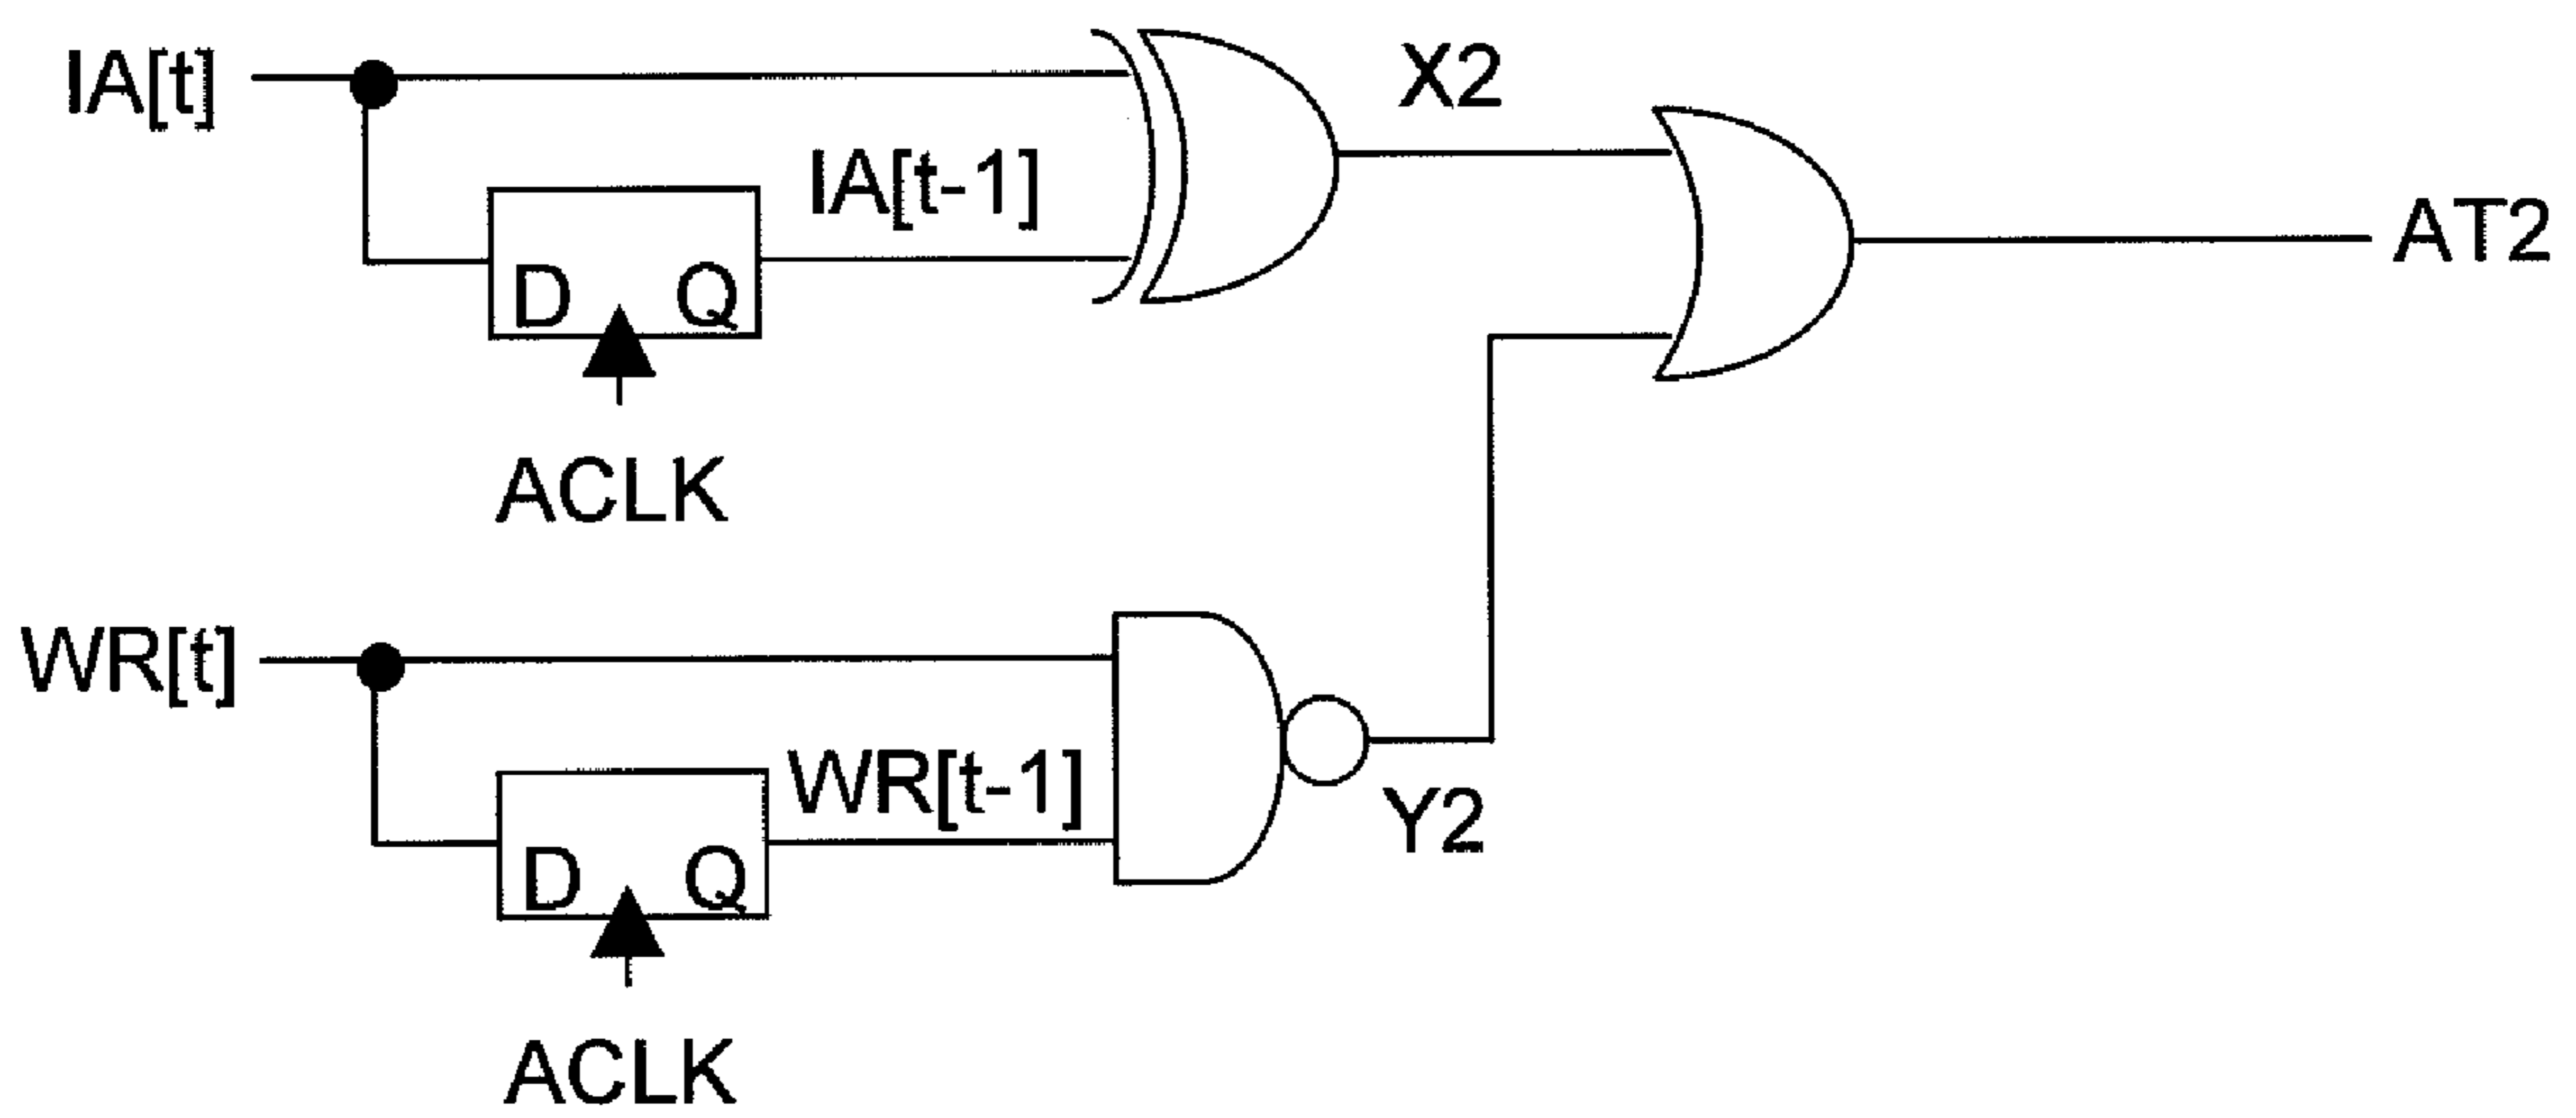 IA[t]
X2
IA[t-1]
AT2
D Q
ACLK
WR[t]
WR[t-1]
Y2
D Q
ACLK